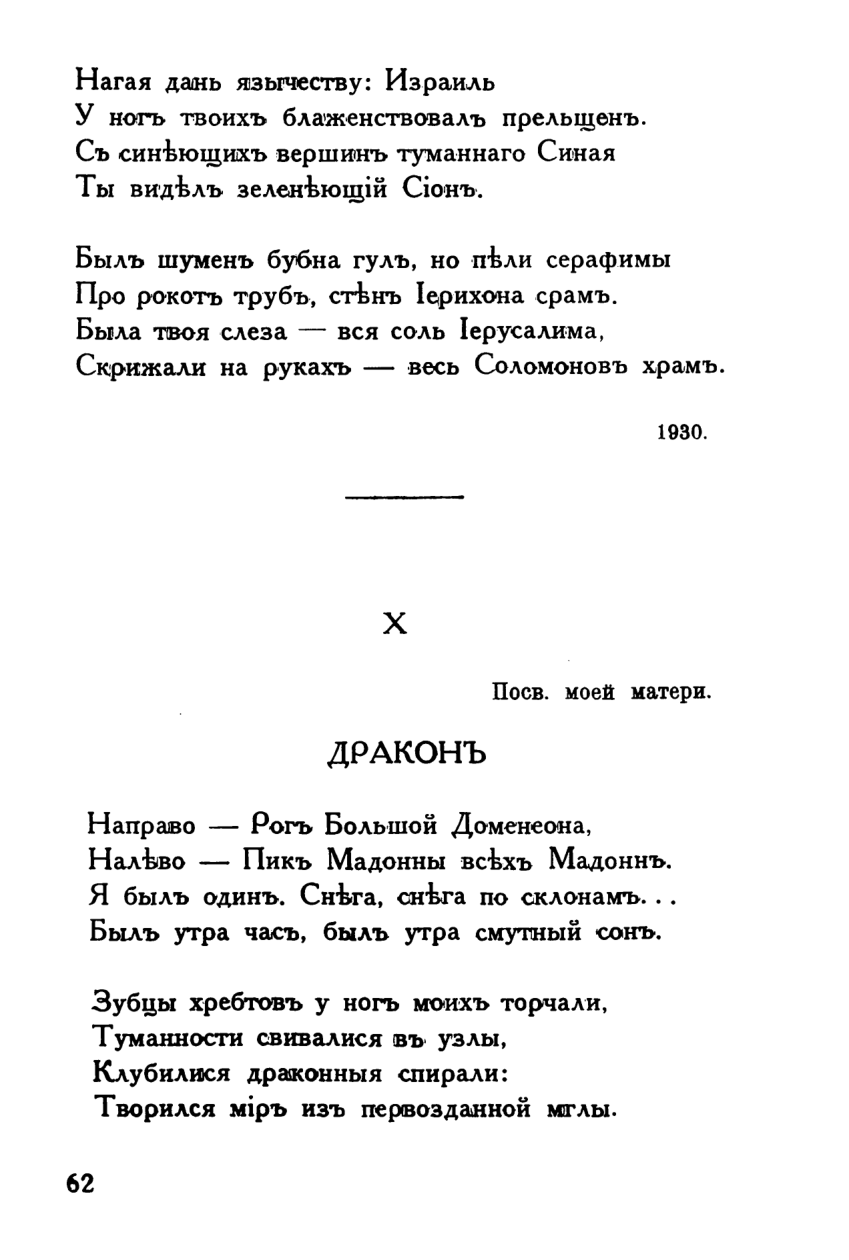 Нагая дань язычеству: Израиль
У ногъ твоихъ блаженствовалъ прельщенъ.
Съ синѣющихъ вершинъ туманнаго Синая
Ты видѣлъ зеленѣющій Сіонъ.
Былъ шуменъ бубна гулъ, но пѣли серафимы
Про рокотъ трубъ, стѣнъ Іерихона срамъ.
Была твоя слеза — вся соль Іерусалима,
Скрижали на рукахъ — весь Соломоновъ храмъ.
1930.
X
Посв. моей матери.
ДРАКОНЪ
Направо — Рогъ Большой Доменеона,
Налѣво — Пикъ Мадонны всѣхъ Мадоннъ.
Я былъ одинъ. Снѣга, снѣга по склонамъ. . .
Былъ утра часъ, былъ утра смутный сонъ.
Зубцы хребтовъ у ногъ моихъ торчали,
Туманности свивалися въ узлы,
Клубилися драконныя спирали:
Творился міръ изъ первозданной мглы.
62